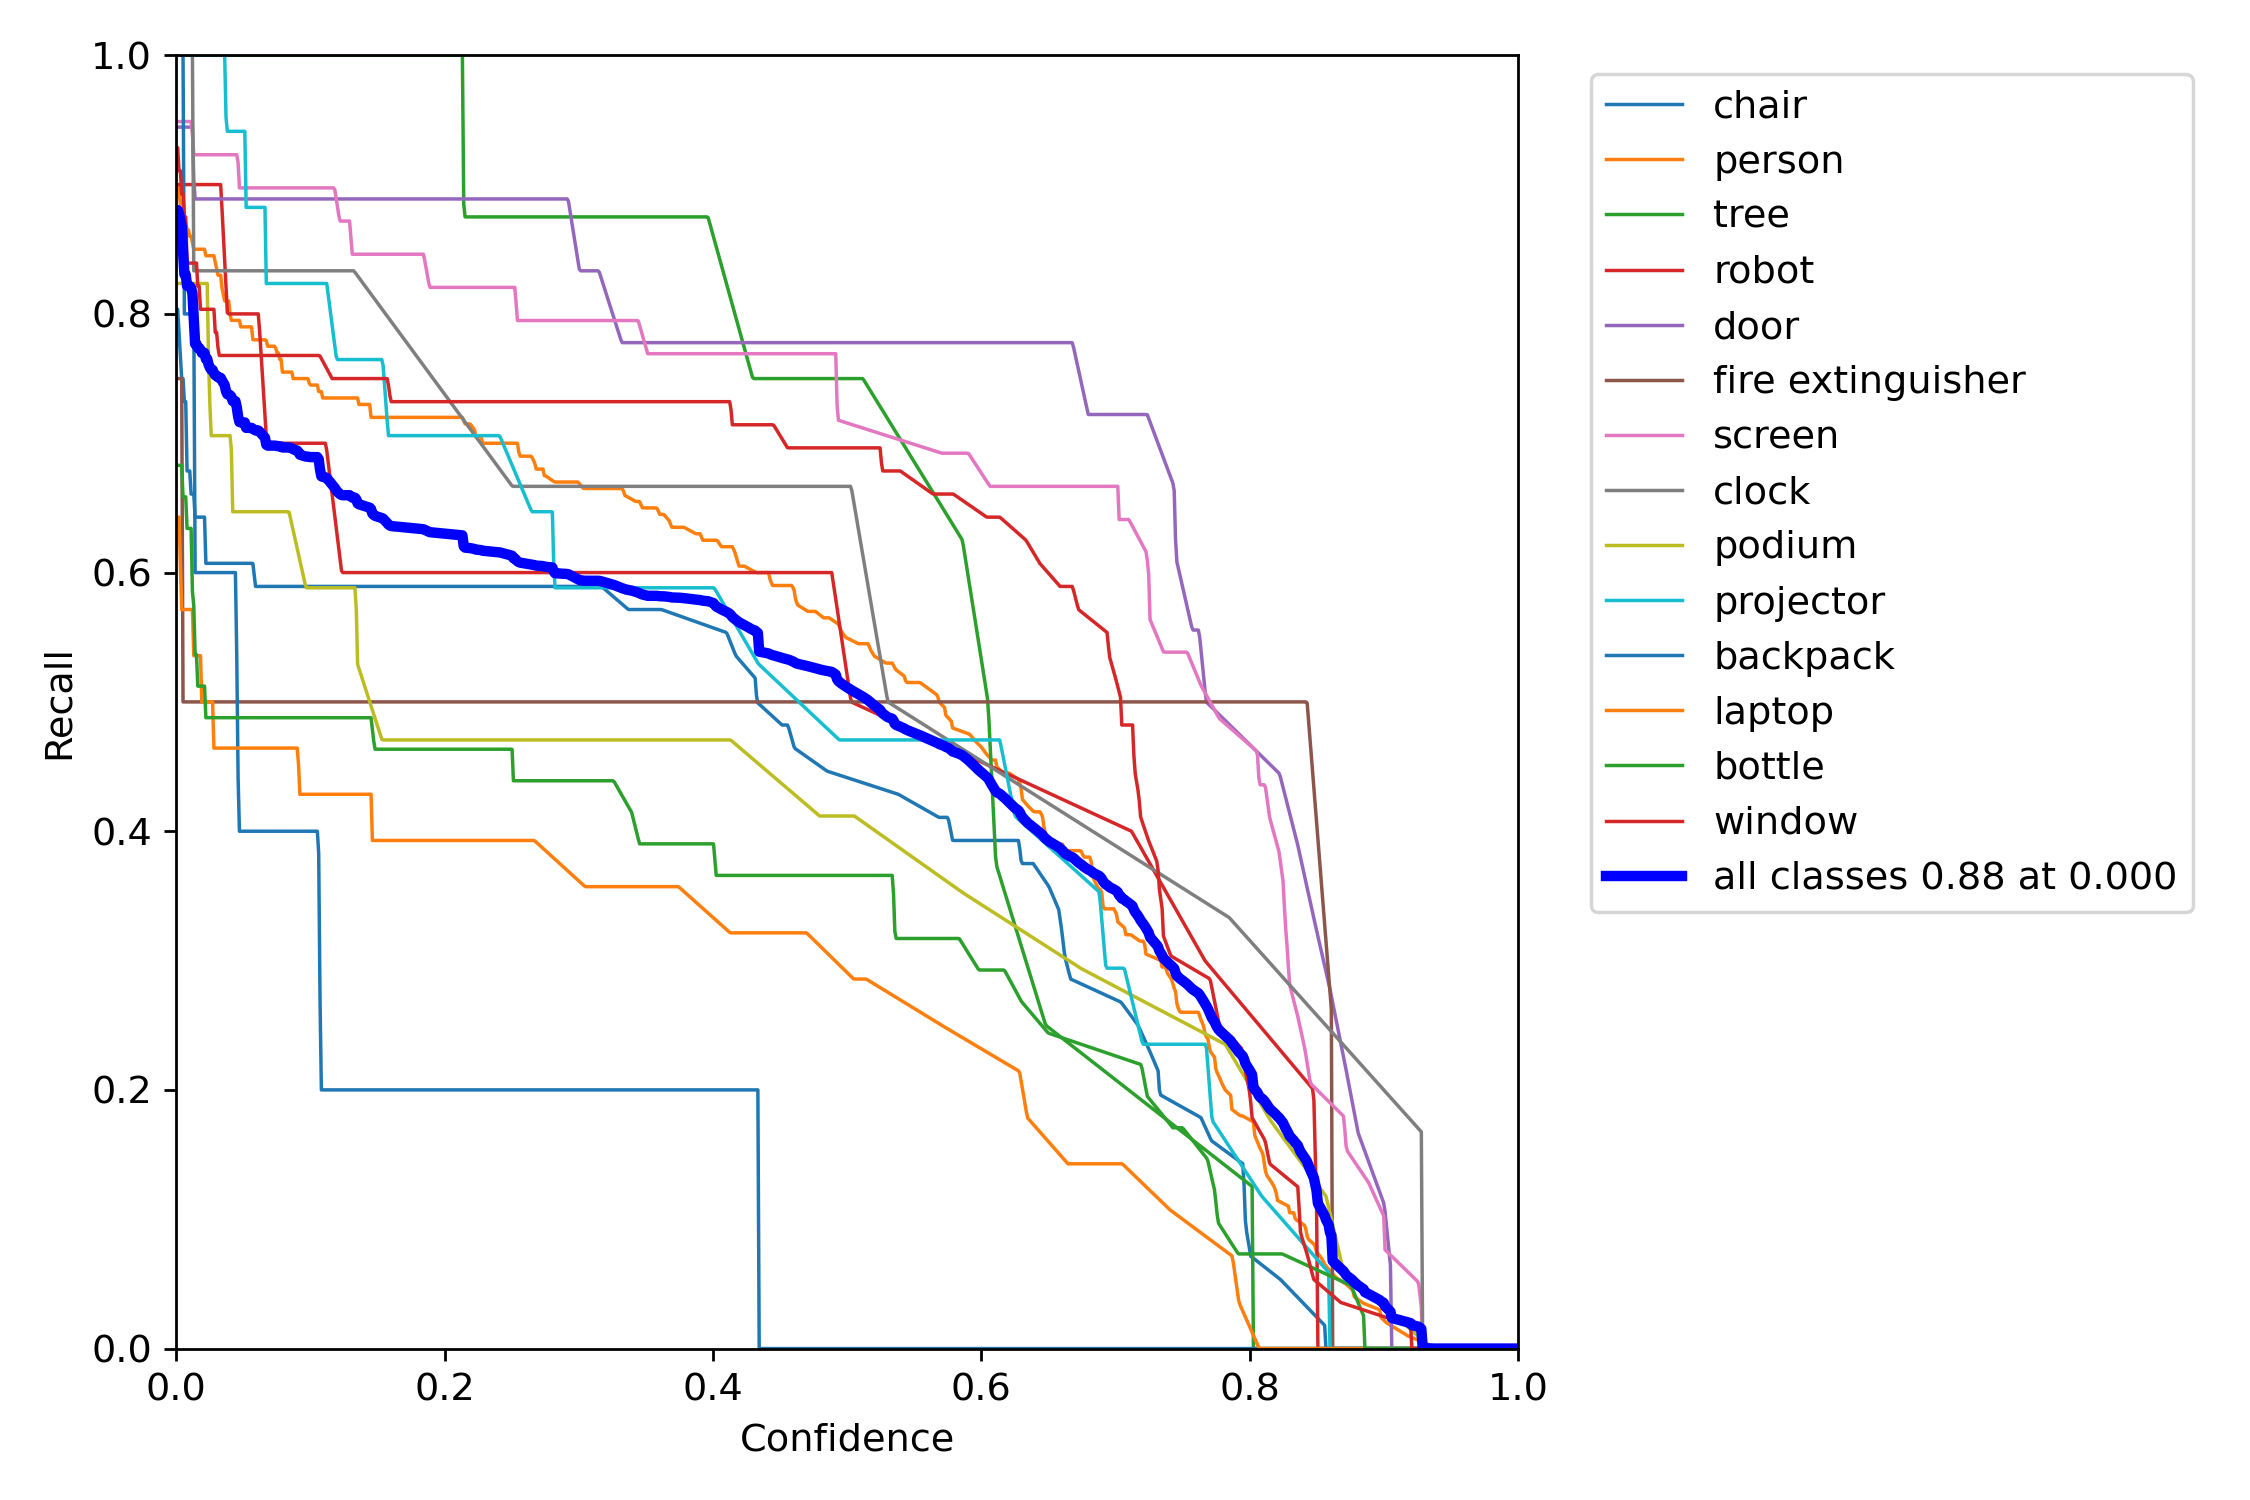 1.0
0.8
0.6
0.4
0.2
0.0
Recall
0.0 0.2 0.4 0.6 0.8 1.0
Confidence
chair
person
tree
robot
door
fire extinguisher
screen
clock
podium
projector
backpack
laptop
bottle
window
all classes 0.88 at 0.000